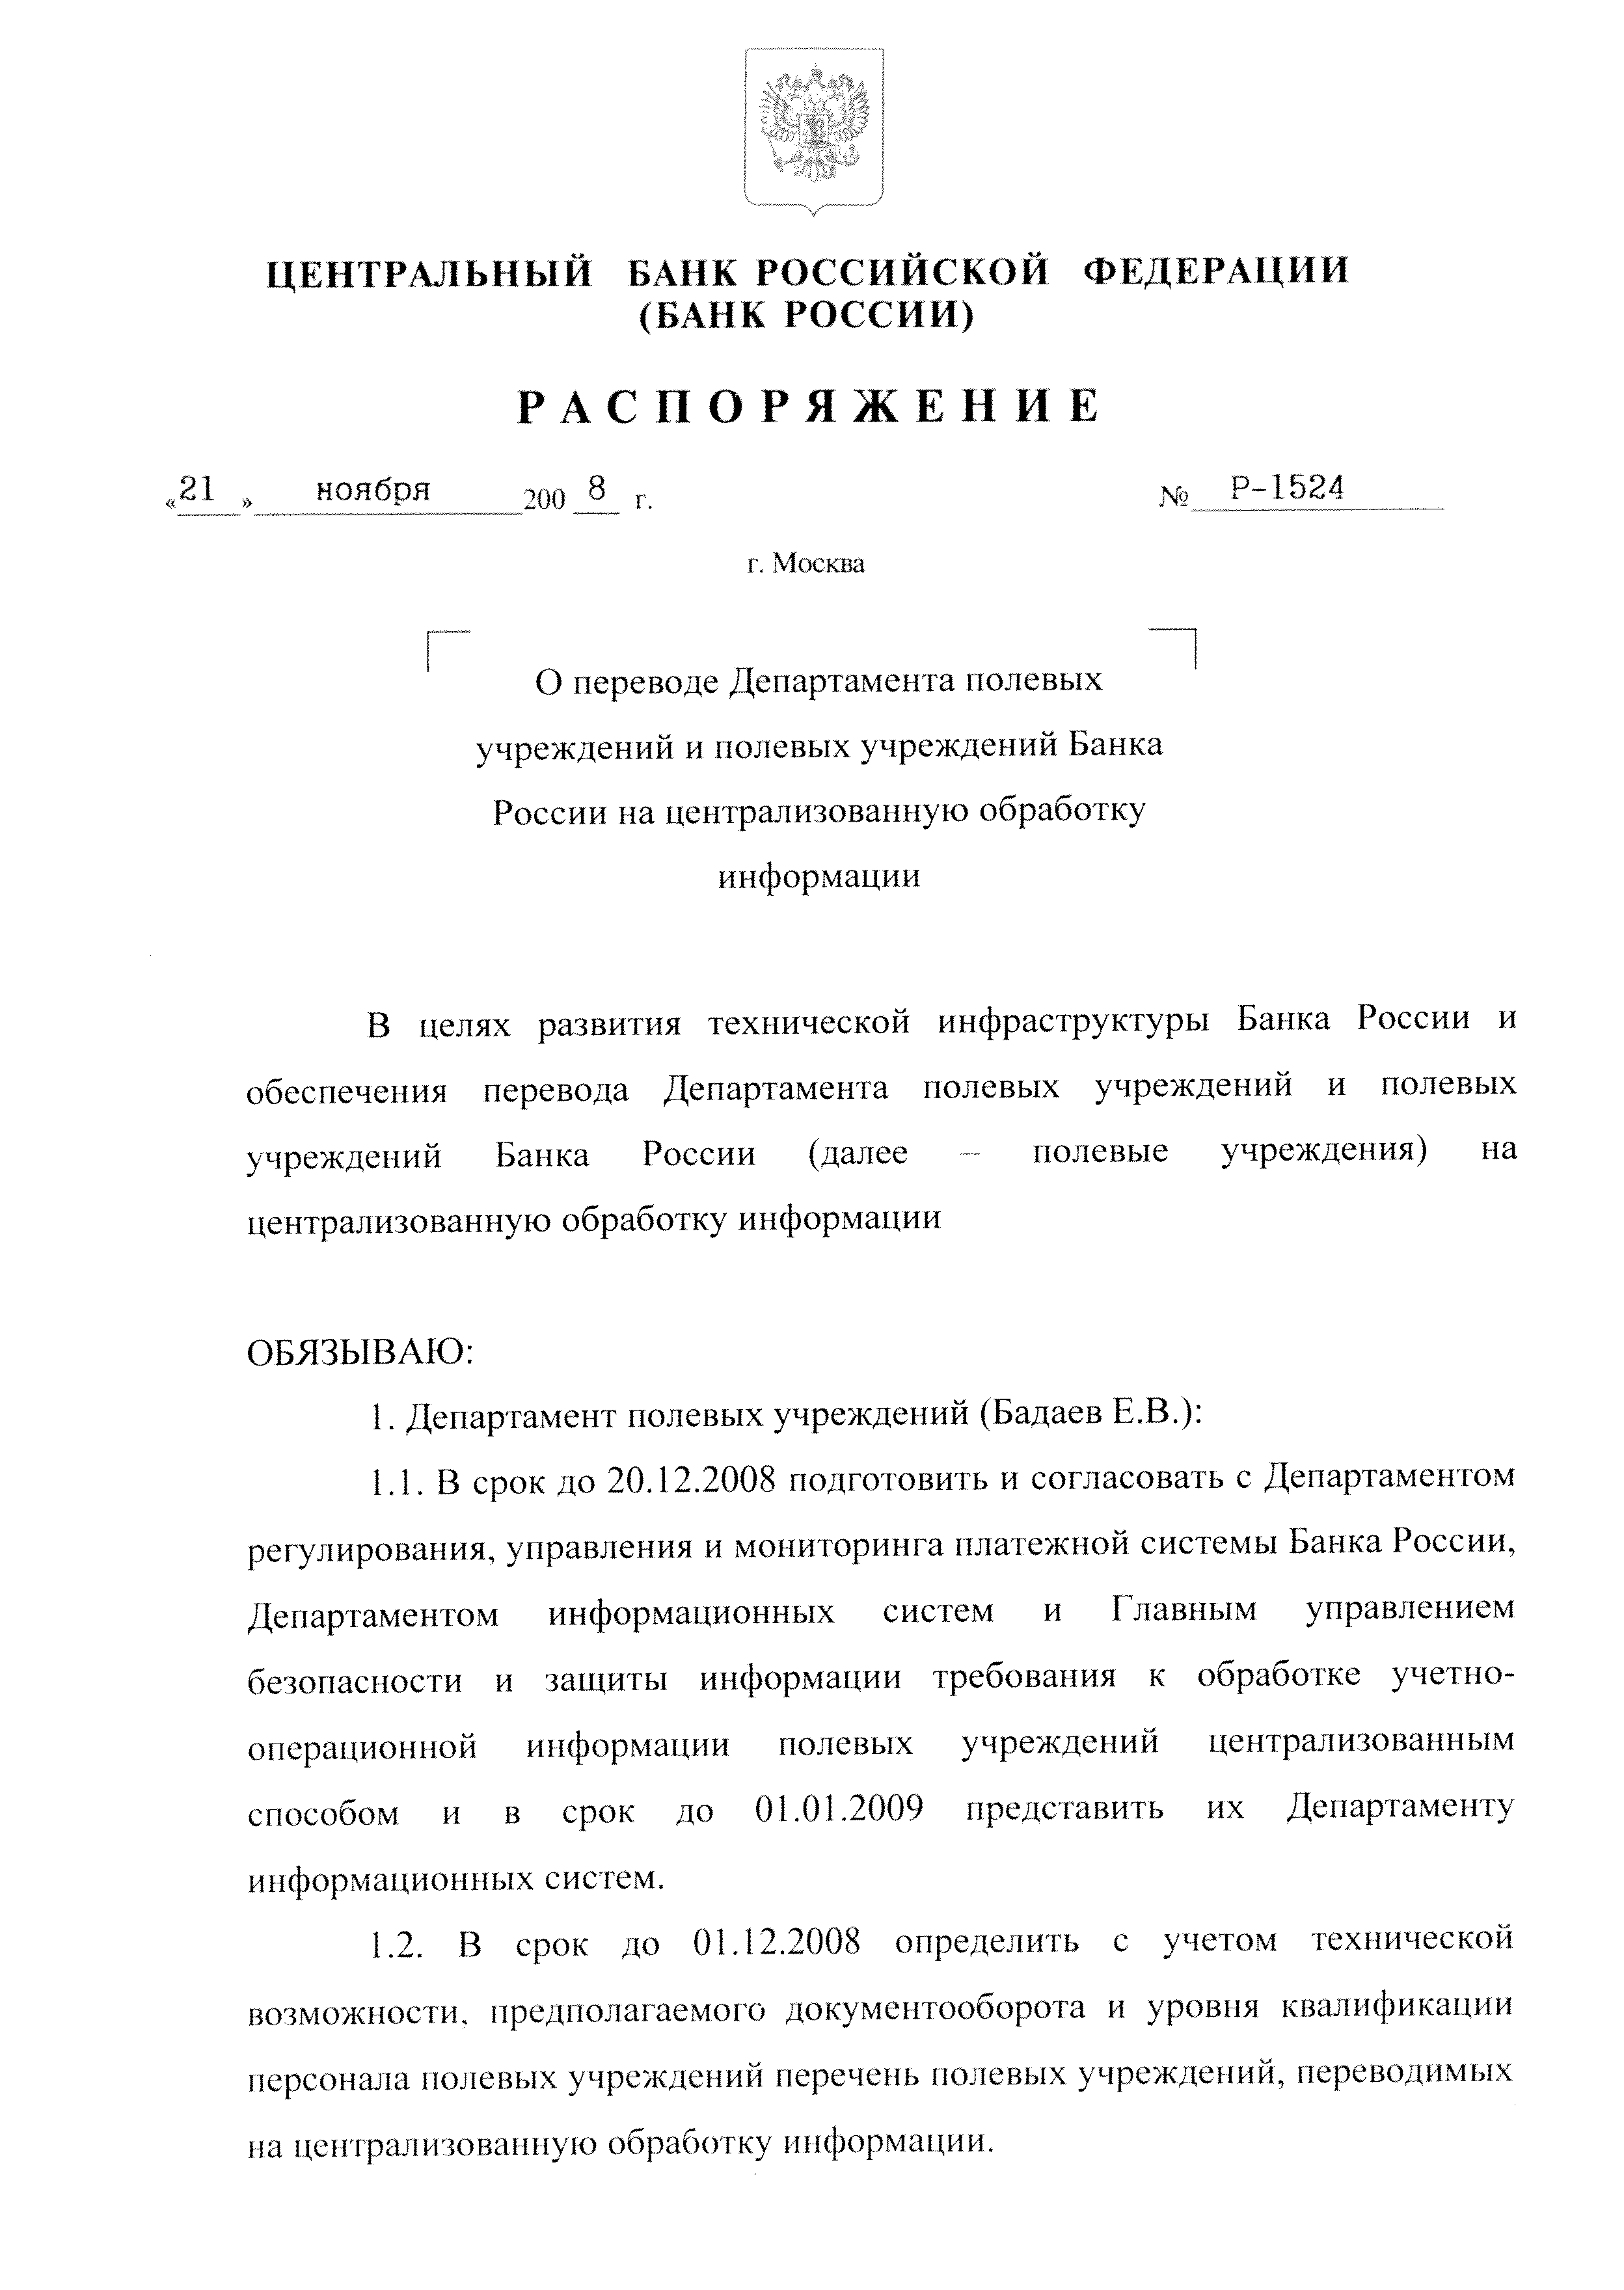 ЦЕНТРАЛЬНЫЙ БАНК РОССИЙСКОЙ ФЕДЕРАЦИИ
(БАНК РОССИИ)
РАСПОРЯЖЕНИЕ
«21» ноября 2008 г. № Р-1524
г. Москва
О переводе Департамента полевых
учреждений и полевых учреждений Банка
России на централизованную обработку
информации
В целях развития технической инфраструктуры Банка России и
обеспечения перевода Департамента полевых учреждений и полевых
учреждений Банка России (далее – полевые учреждения) на
централизованную обработку информации
ОБЯЗЫВАЮ:
1. Департамент полевых учреждений (Бадаев Е.В.):
1.1. В срок до 20.12.2008 подготовить и согласовать с Департаментом
регулирования, управления и мониторинга платежной системы Банка России,
Департаментом информационных систем и Главным управлением
безопасности и защиты информации требования к обработке учетно-
операционной информации полевых учреждений централизованным
способом и в срок до 01.01.2009 представить их Департаменту
информационных систем.
1.2. В срок до 01.12.2008 определить с учетом технической
возможности, предполагаемого документооборота и уровня квалификации
персонала полевых учреждений перечень полевых учреждений, переводимых
на централизованную обработку информации.